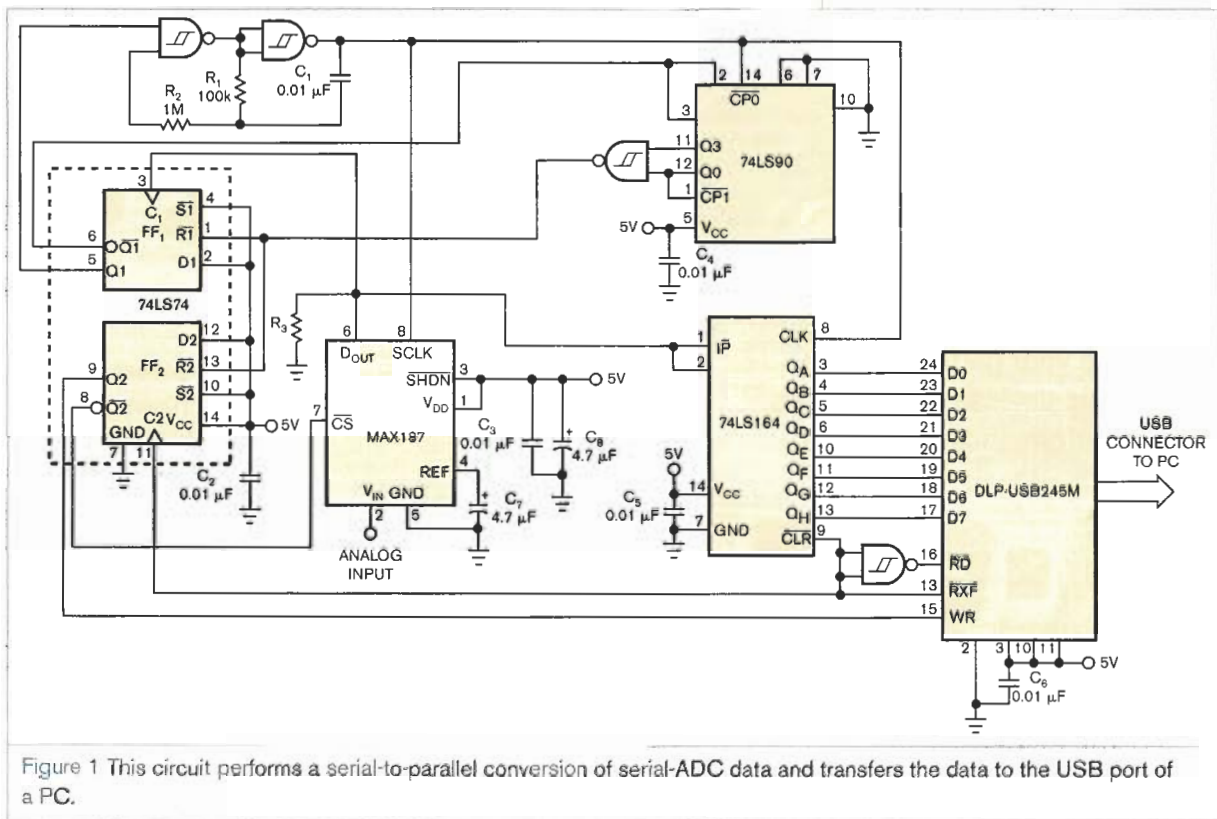 R2
1M
R1
100k
C1
0.01 µF
2 14 6 7
CP0
3
10
11 Q3
12 Q0
1 CP1
74LS90
5V 5 VCC
C4
0.01 µF
3
C1
S1 4
FF1 R1 1
6 Q1
5 Q1
D1 2
74LS74
D2 12
FF2 R2 13
9 Q2
S2 10
8 Q2
C2 VCC 14 5V
GND
7 11
C2
0.01 µF
R3
6 8
DOUT SCLK
SHDN 3
VDD 1
7 CS
MAX187
REF 4
VIN GND
2 5
ANALOG
INPUT
5V
C3
0.01 µF
C8
4.7 µF
C7
4.7 µF
1 IP
2
CLK 8
QA 3
QB 4
QC 5
QD 6
QE 10
QF 11
QG 12
QH 13
CLR 9
74LS164
5V
14 VCC
C5
0.01 µF
7 GND
24 D0
23 D1
22 D2
21 D3
20 D4
19 D5
18 D6
17 D7
16 RD
13 RXF
15 WR
DLP-USB245M
2 3 10 11
5V
C6
0.01 µF
USB
CONNECTOR
TO PC
Figure 1 This circuit performs a serial-to-parallel conversion of serial-ADC data and transfers the data to the USB port of
a PC.